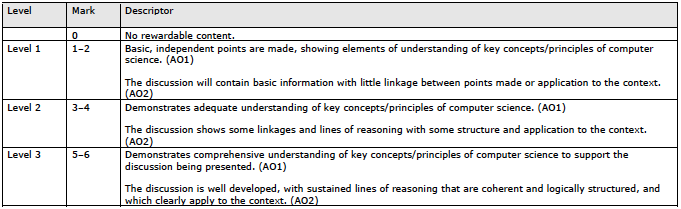 Level Mark Descriptor
0 No rewardable content.
Level 1 1–2 Basic, independent points are made, showing elements of understanding of key concepts/principles of computer
science. (AO1)
The discussion will contain basic information with little linkage between points made or application to the context.
(AO2)
Level 2 3–4 Demonstrates adequate understanding of key concepts/principles of computer science. (AO1)
The discussion shows some linkages and lines of reasoning with some structure and application to the context.
(AO2)
Level 3 5–6 Demonstrates comprehensive understanding of key concepts/principles of computer science to support the
discussion being presented. (AO1)
The discussion is well developed, with sustained lines of reasoning that are coherent and logically structured, and
which clearly apply to the context. (AO2)